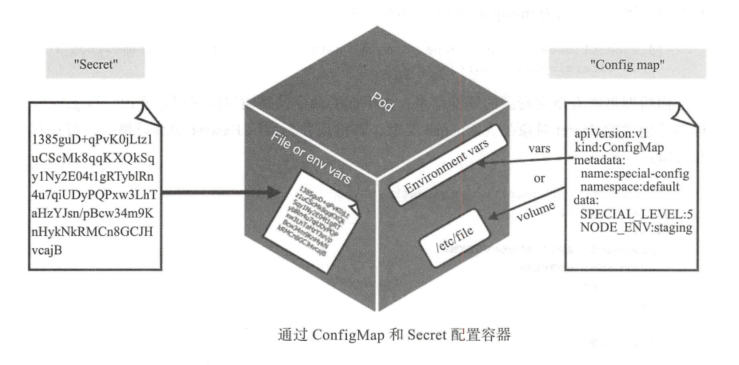 "Secret"
1385guD+qPvK0jLtz1
uCScMk8qqKXQkSq
y1Ny2E04t1gRTyblRn
4u7qiUDyPQPxw3LhT
aHzYJsn/pBcw34m9K
nHykNkRMCn8GCJH
vcajB
Pod
File or env vars
Environment vars
/etc/file
vars
or
volume
"Config map"
apiVersion:v1
kind:ConfigMap
metadata:
name:special-config
namespace:default
data:
SPECIAL_LEVEL:5
NODE_ENV:staging
通过 ConfigMap 和 Secret 配置容器